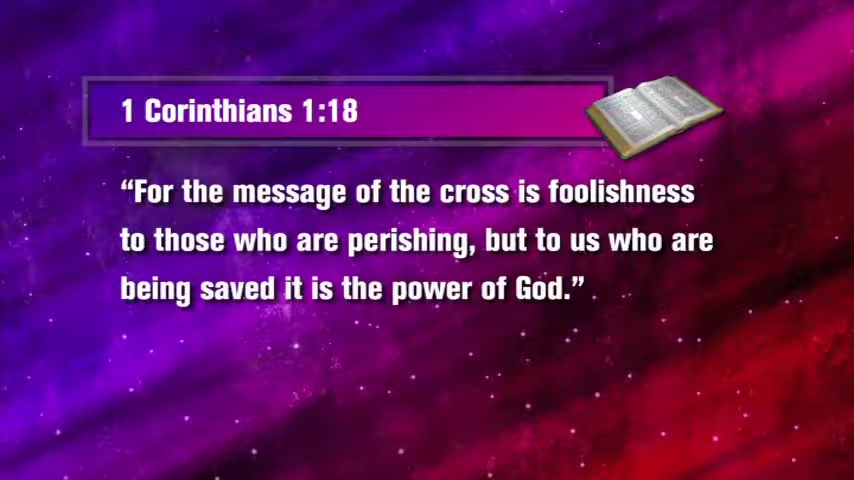 1 Corinthians 1:18
“For the message of the cross is foolishness
to those who are perishing, but to us who are
being saved it is the power of God.”